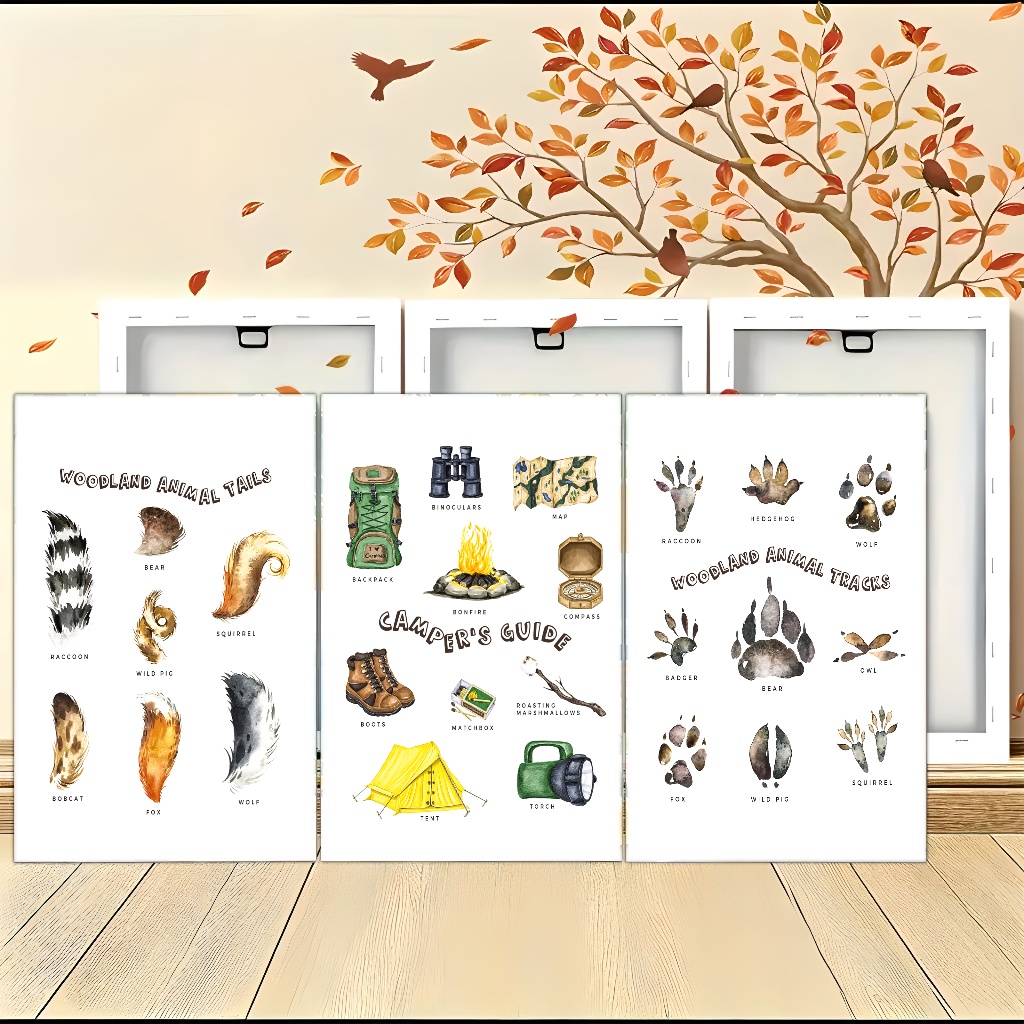 WOODLAND ANIMAL TAILS
RACCOON
BEAR
SQUIRREL
WILD PIG
BOBCAT
FOX
WOLF
BACKPACK
I ♥
CAMPING
BINOCULARS
MAP
BONFIRE
COMPASS
CAMPER'S GUIDE
BOOTS
MATCHBOX
ROASTING
MARSHMALLOWS
TENT
TORCH
RACCOON
HEDGEHOG
WOLF
WOODLAND ANIMAL TRACKS
BADGER
BEAR
OWL
FOX
WILD PIG
SQUIRREL